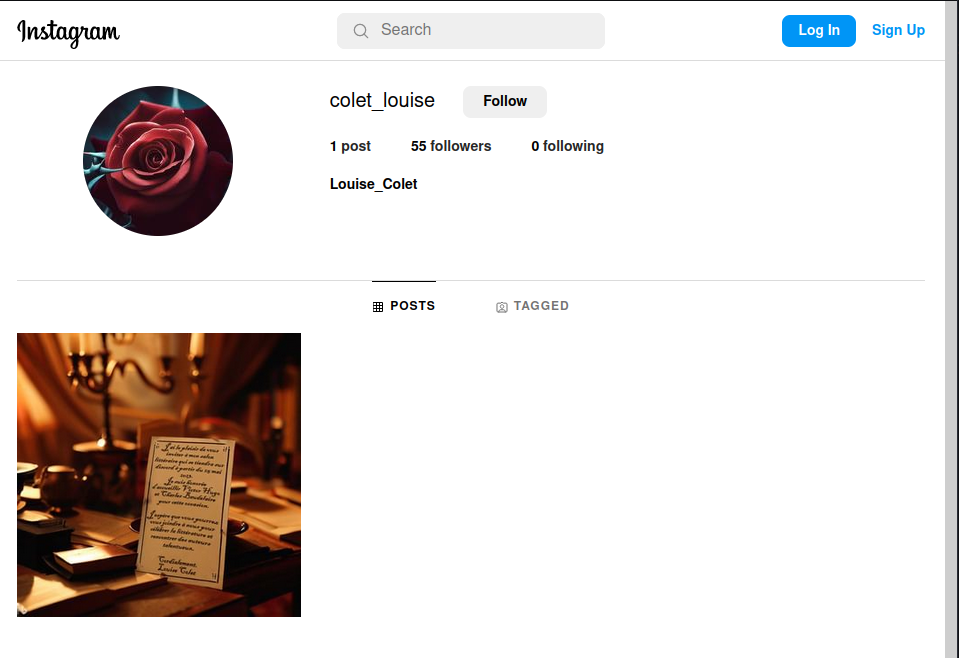 Instagram
Search
Log In
Sign Up
colet_louise
Follow
1 post
55 followers
0 following
Louise_Colet
POSTS
TAGGED
J'ai le plaisir de vous
inviter à mon salon
littéraire qui se tiendra sur
discord à partir du 19 mai
Je suis honorée
d'accueillir Victor Hugo
et Charles Baudelaire
pour cette occasion.
J'espère que vous pourrez
vous joindre à nous pour
célébrer la littérature et
rencontrer des auteurs
talentueux.
Cordialement,
Louise Colet